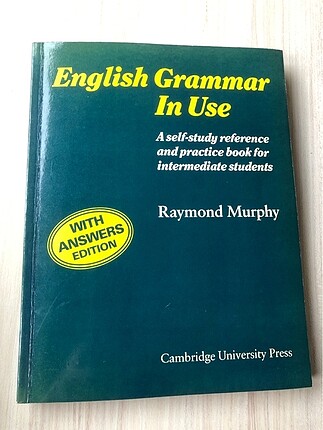 English Grammar
In Use
A self-study reference
and practice book for
intermediate students
Raymond Murphy
WITH
ANSWERS
EDITION
Cambridge University Press